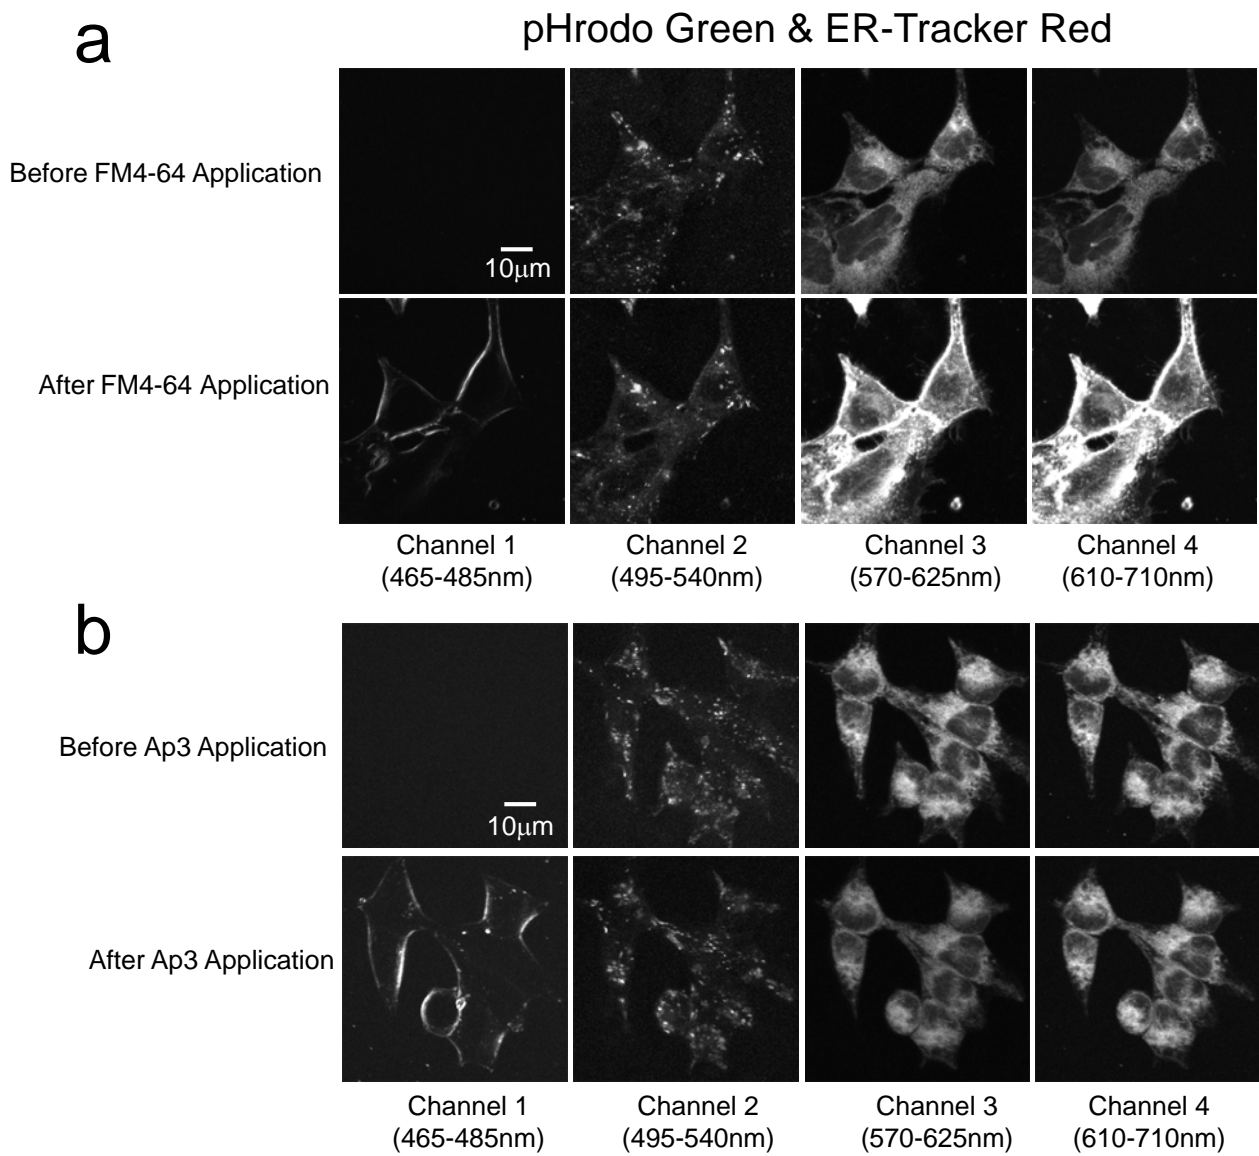 a
pHrodo Green & ER-Tracker Red
Before FM4-64 Application
10μm
After FM4-64 Application
Channel 1
(465-485nm)
Channel 2
(495-540nm)
Channel 3
(570-625nm)
Channel 4
(610-710nm)
b
Before Ap3 Application
10μm
After Ap3 Application
Channel 1
(465-485nm)
Channel 2
(495-540nm)
Channel 3
(570-625nm)
Channel 4
(610-710nm)